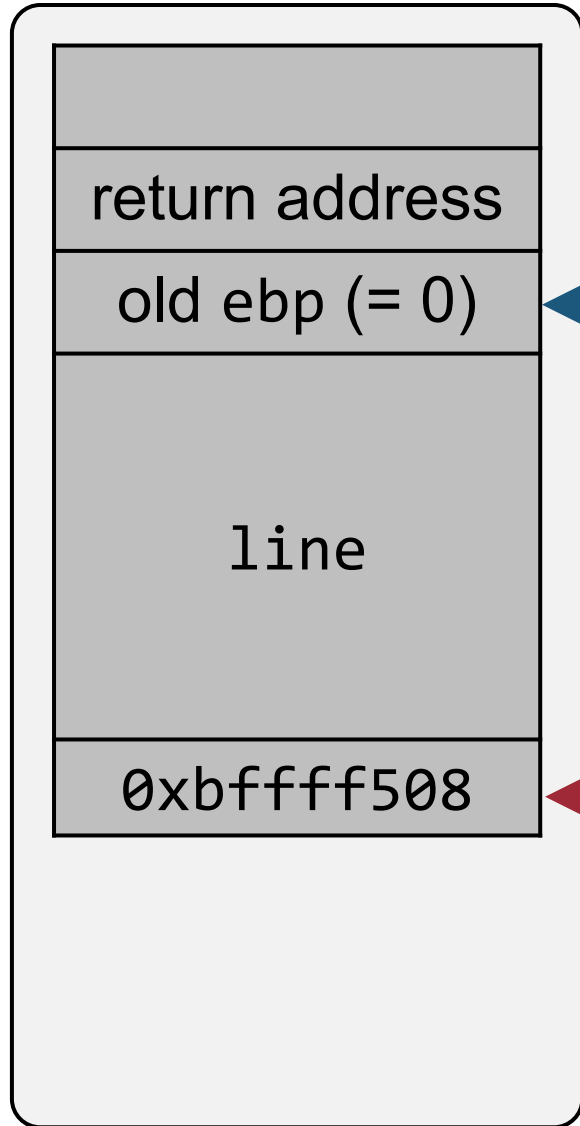 return address
old ebp (= 0)
line
0xbffff508